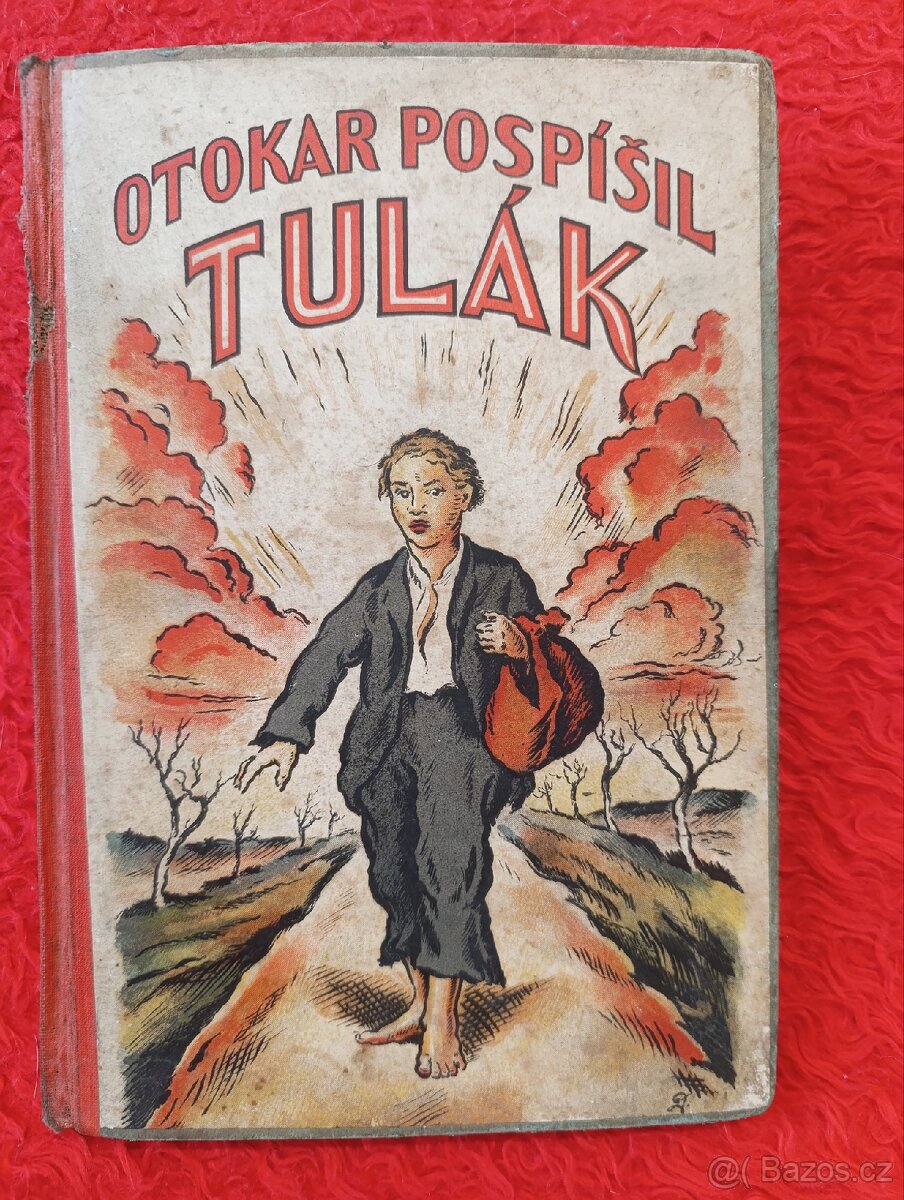 OTOKAR POSPÍŠIL
TULÁK
@( Bazos.cz